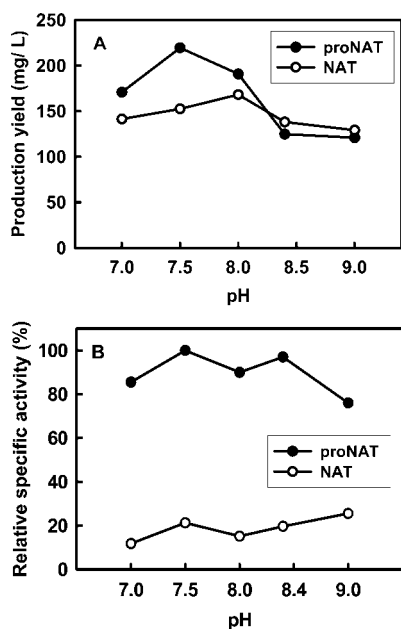 A
proNAT
NAT
Production yield (mg/ L)
250
200
150
100
50
0
7.0 7.5 8.0 8.5 9.0
pH
B
Relative specific activity (%)
100
80
60
40
20
0
proNAT
NAT
7.0 7.5 8.0 8.4 9.0
pH